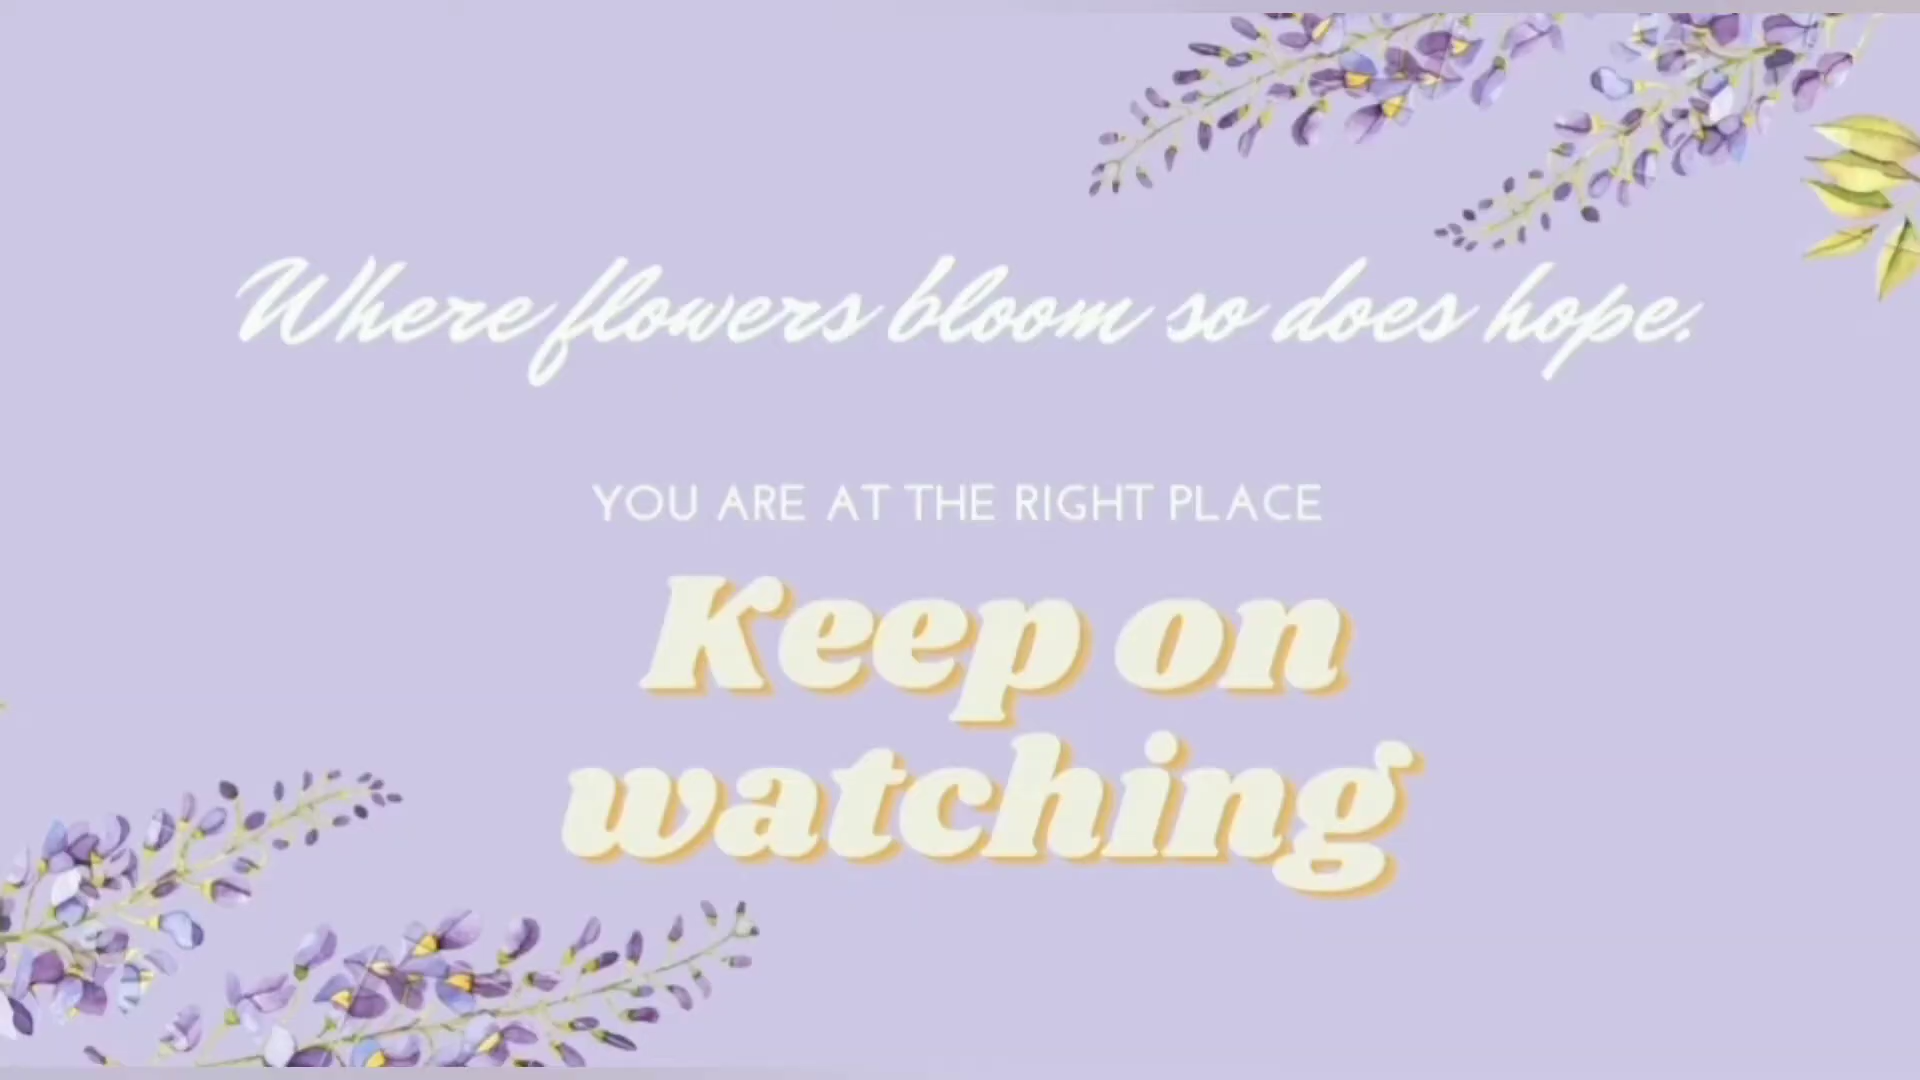 Where flowers bloom so does hope.
YOU ARE AT THE RIGHT PLACE
Keep on
watching